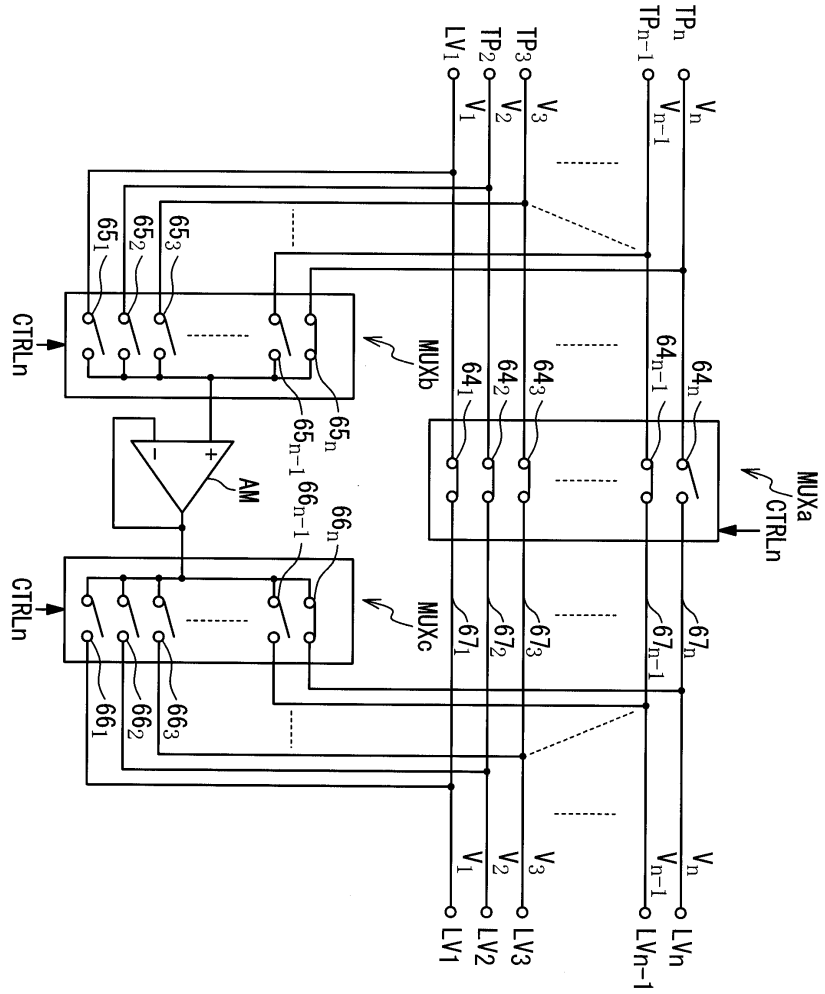 TPn
TPn-1
TP3
TP2
LV1
Vn
Vn-1
V3
V2
V1
651
652
653
65n-1
65n
CTRLn
MUXb
641
642
643
64n-1
64n
MUXa
CTRLn
+
−
AM
66n-1
66n
CTRLn
MUXc
661
662
663
671
672
673
67n-1
67n
Vn
Vn-1
V3
V2
V1
LVn
LVn-1
LV3
LV2
LV1